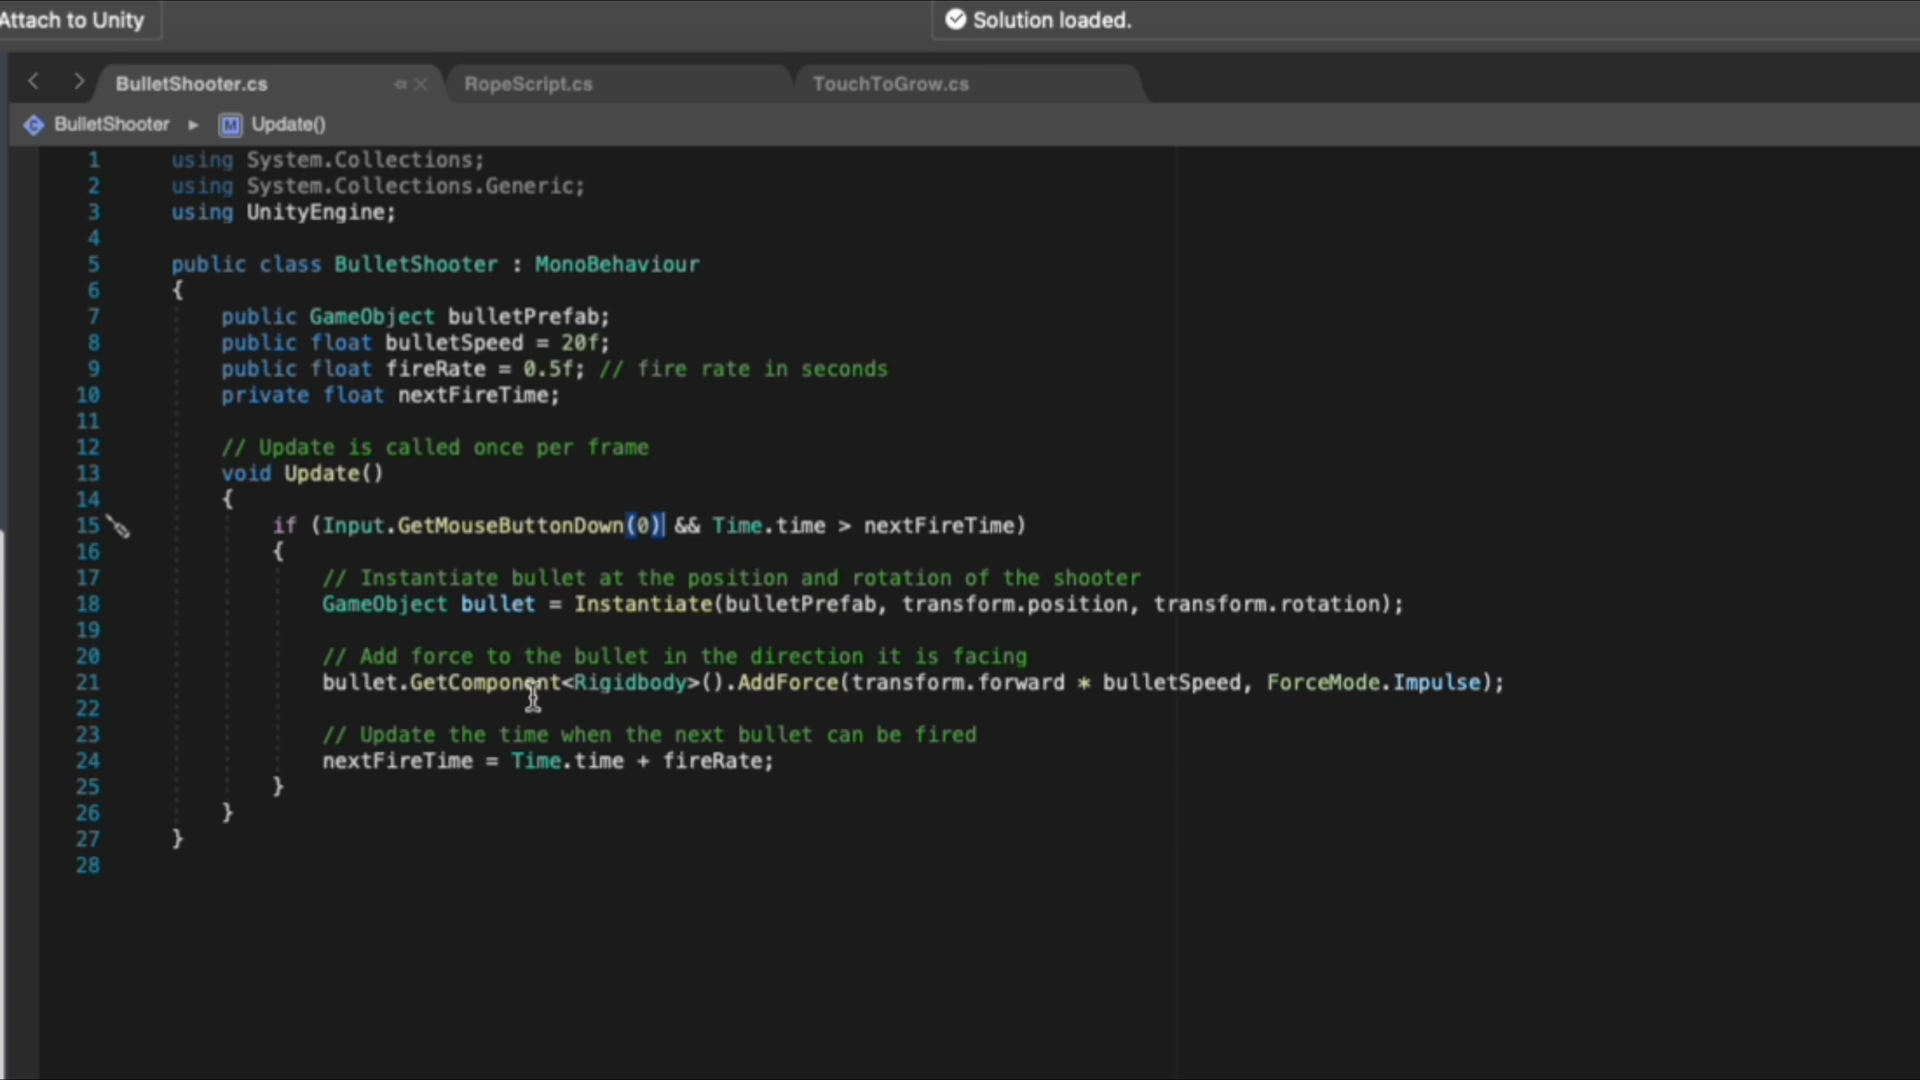 Attach to Unity
Solution loaded.
BulletShooter.cs
RopeScript.cs
TouchToGrow.cs
BulletShooter
M Update()
1 using System.Collections;
2 using System.Collections.Generic;
3 using UnityEngine;
4
5 public class BulletShooter : MonoBehaviour
6 {
7 public GameObject bulletPrefab;
8 public float bulletSpeed = 20f;
9 public float fireRate = 0.5f; // fire rate in seconds
10 private float nextFireTime;
11
12 // Update is called once per frame
13 void Update()
14 {
15 if (Input.GetMouseButtonDown(0) && Time.time > nextFireTime)
16 {
17 // Instantiate bullet at the position and rotation of the shooter
18 GameObject bullet = Instantiate(bulletPrefab, transform.position, transform.rotation);
19
20 // Add force to the bullet in the direction it is facing
21 bullet.GetComponent<Rigidbody>().AddForce(transform.forward * bulletSpeed, ForceMode.Impulse);
22
23 // Update the time when the next bullet can be fired
24 nextFireTime = Time.time + fireRate;
25 }
26 }
27 }
28